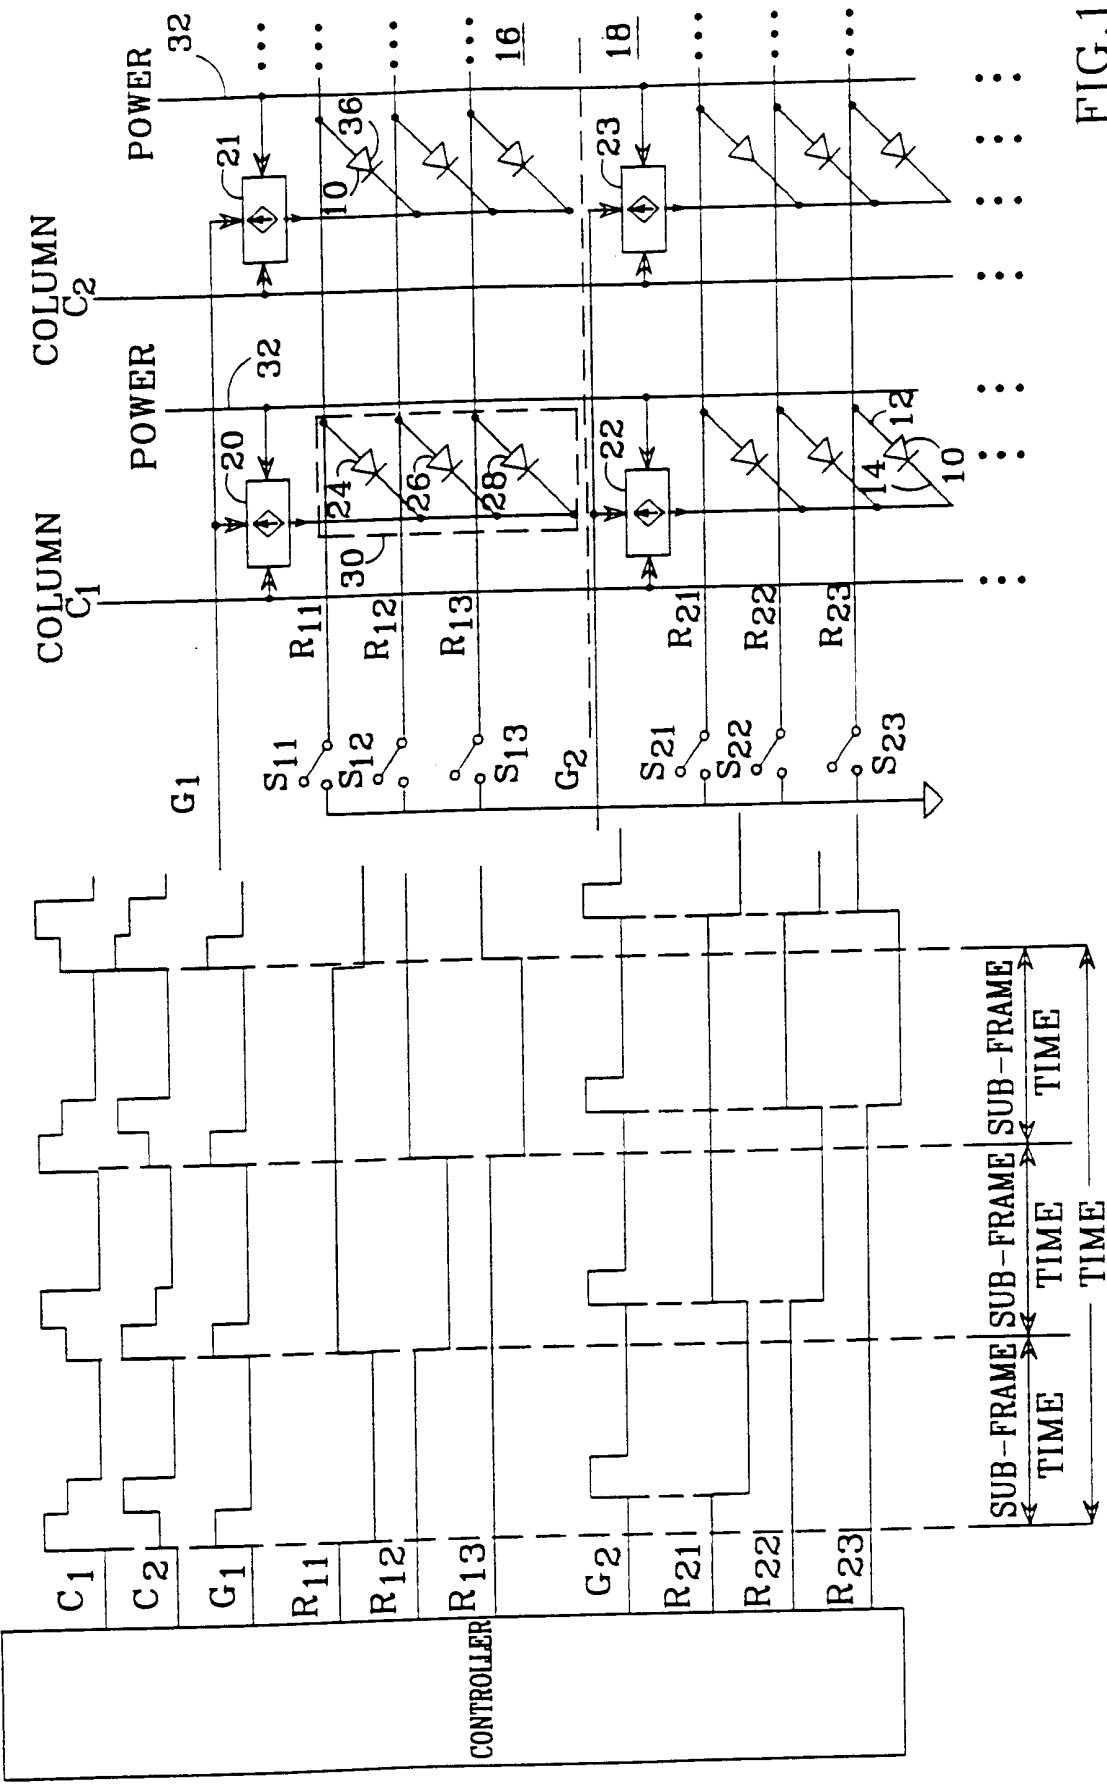 CONTROLLER
C1
C2
G1
R11
R12
R13
G2
R21
R22
R23
SUB-FRAME TIME
SUB-FRAME TIME
SUB-FRAME TIME
TIME
G1
S11
S12
S13
G2
S21
S22
S23
COLUMN
C1
POWER
32
COLUMN
C2
POWER
32
R11
R12
R13
R21
R22
R23
20
21
24
26
28
30
10
36
16
18
22
23
12
14
10
FIG.1